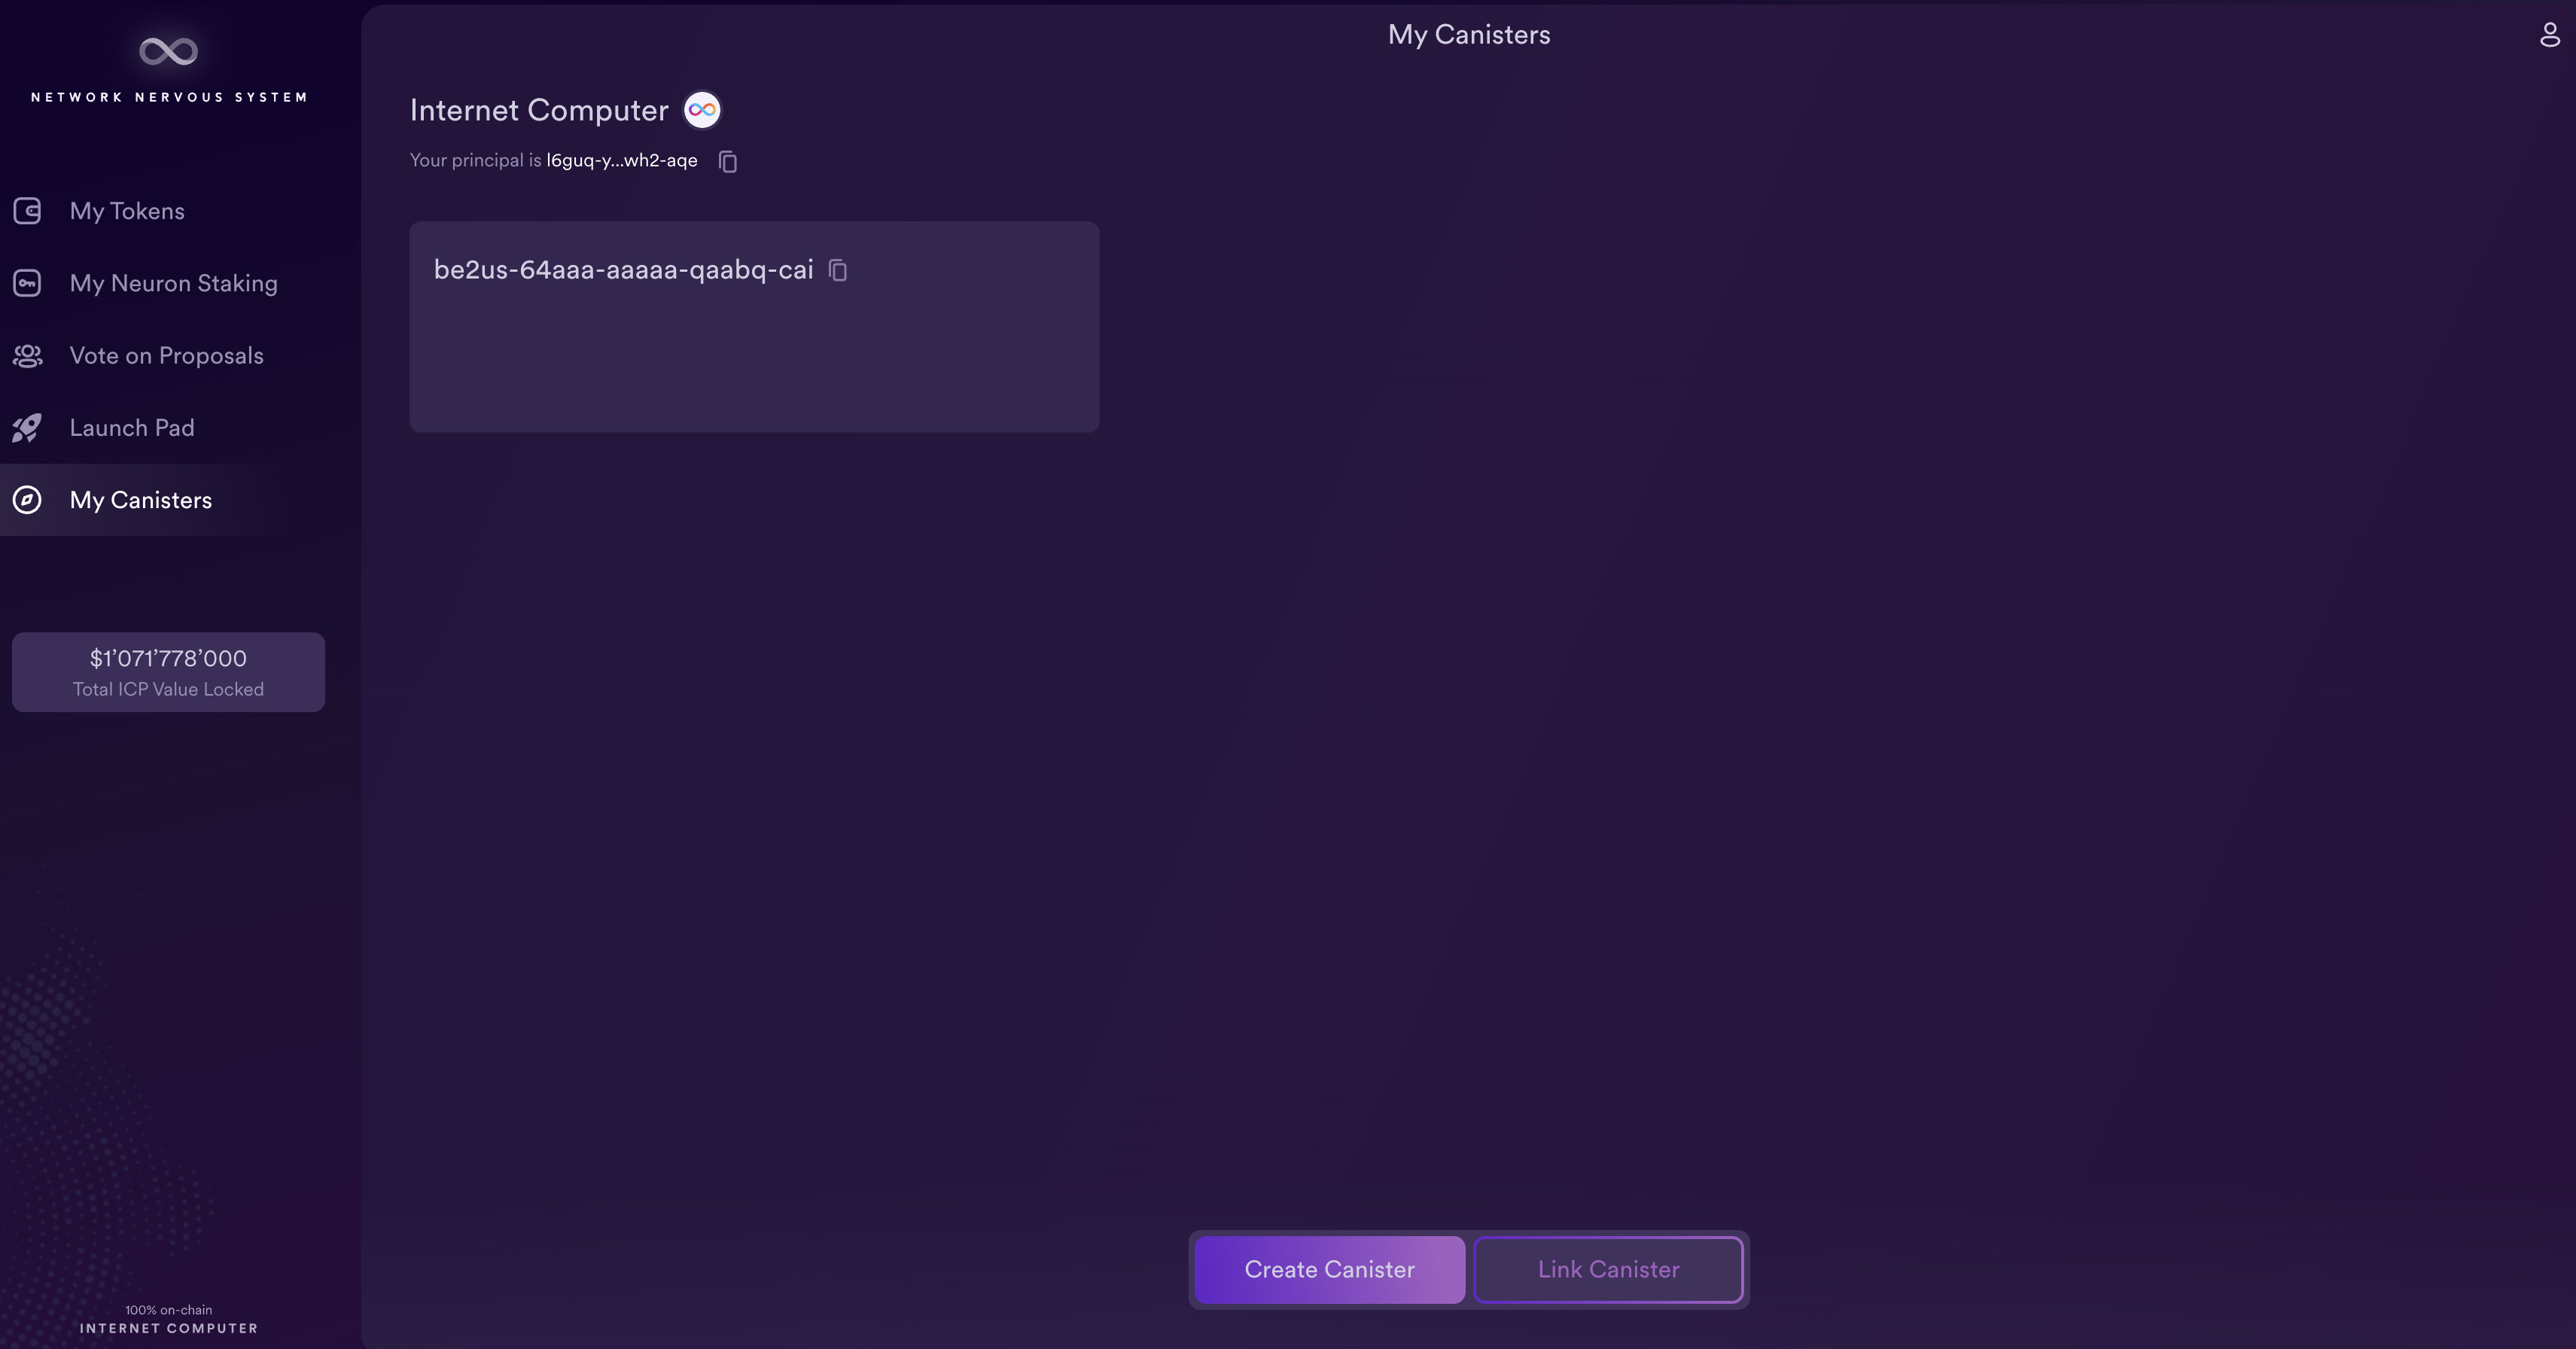 NETWORK NERVOUS SYSTEM
My Tokens
My Neuron Staking
Vote on Proposals
Launch Pad
My Canisters
$1’071’778’000
Total ICP Value Locked
100% on-chain
INTERNET COMPUTER
My Canisters
Internet Computer
Your principal is l6guq-y...wh2-aqe
be2us-64aaa-aaaaa-qaabq-cai
Create Canister
Link Canister